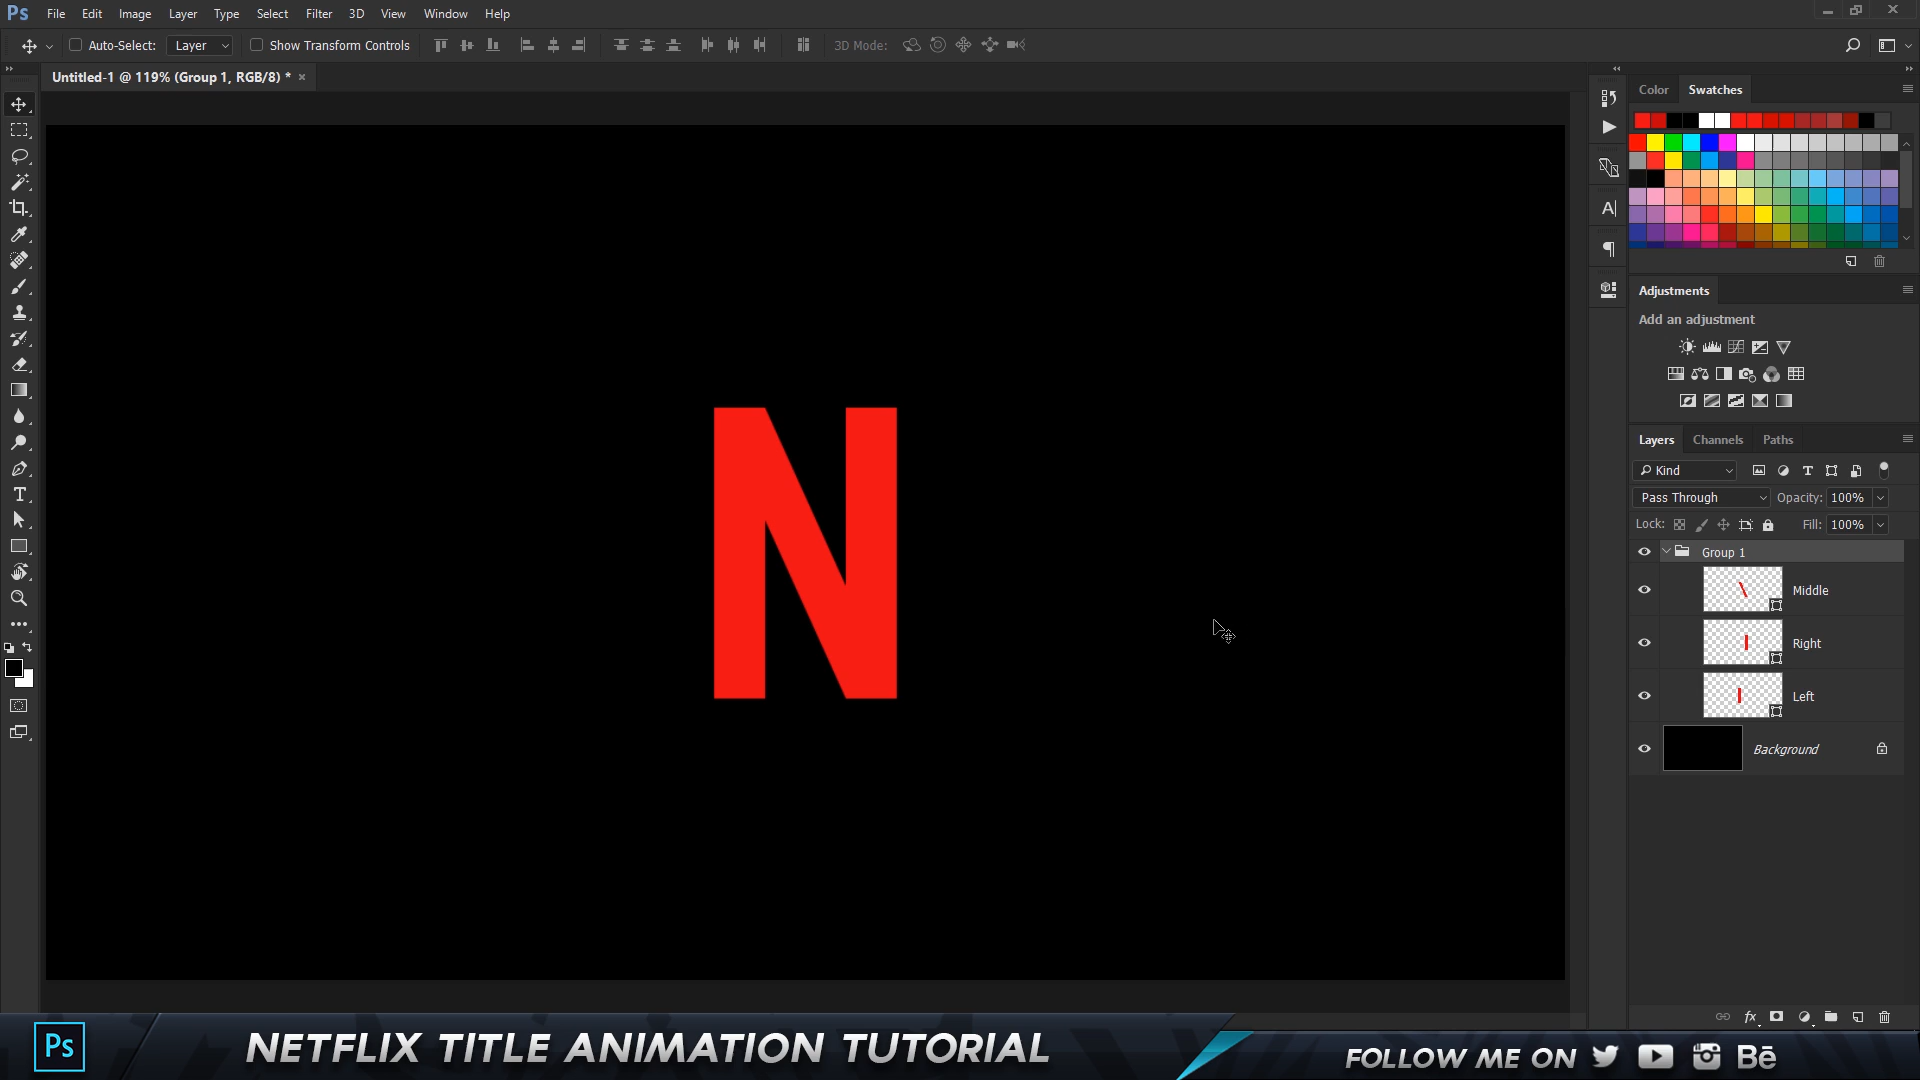 Ps File Edit Image Layer Type Select Filter 3D View Window Help
Auto-Select: Layer Show Transform Controls 3D Mode:
Untitled-1 @ 119% (Group 1, RGB/8) * ×
Color Swatches
Adjustments
Add an adjustment
N
Layers Channels Paths
Kind
Pass Through Opacity: 100%
Lock: Fill: 100%
Group 1
Middle
Right
Left
Background
fx
Ps NETFLIX TITLE ANIMATION TUTORIAL
FOLLOW ME ON Bē